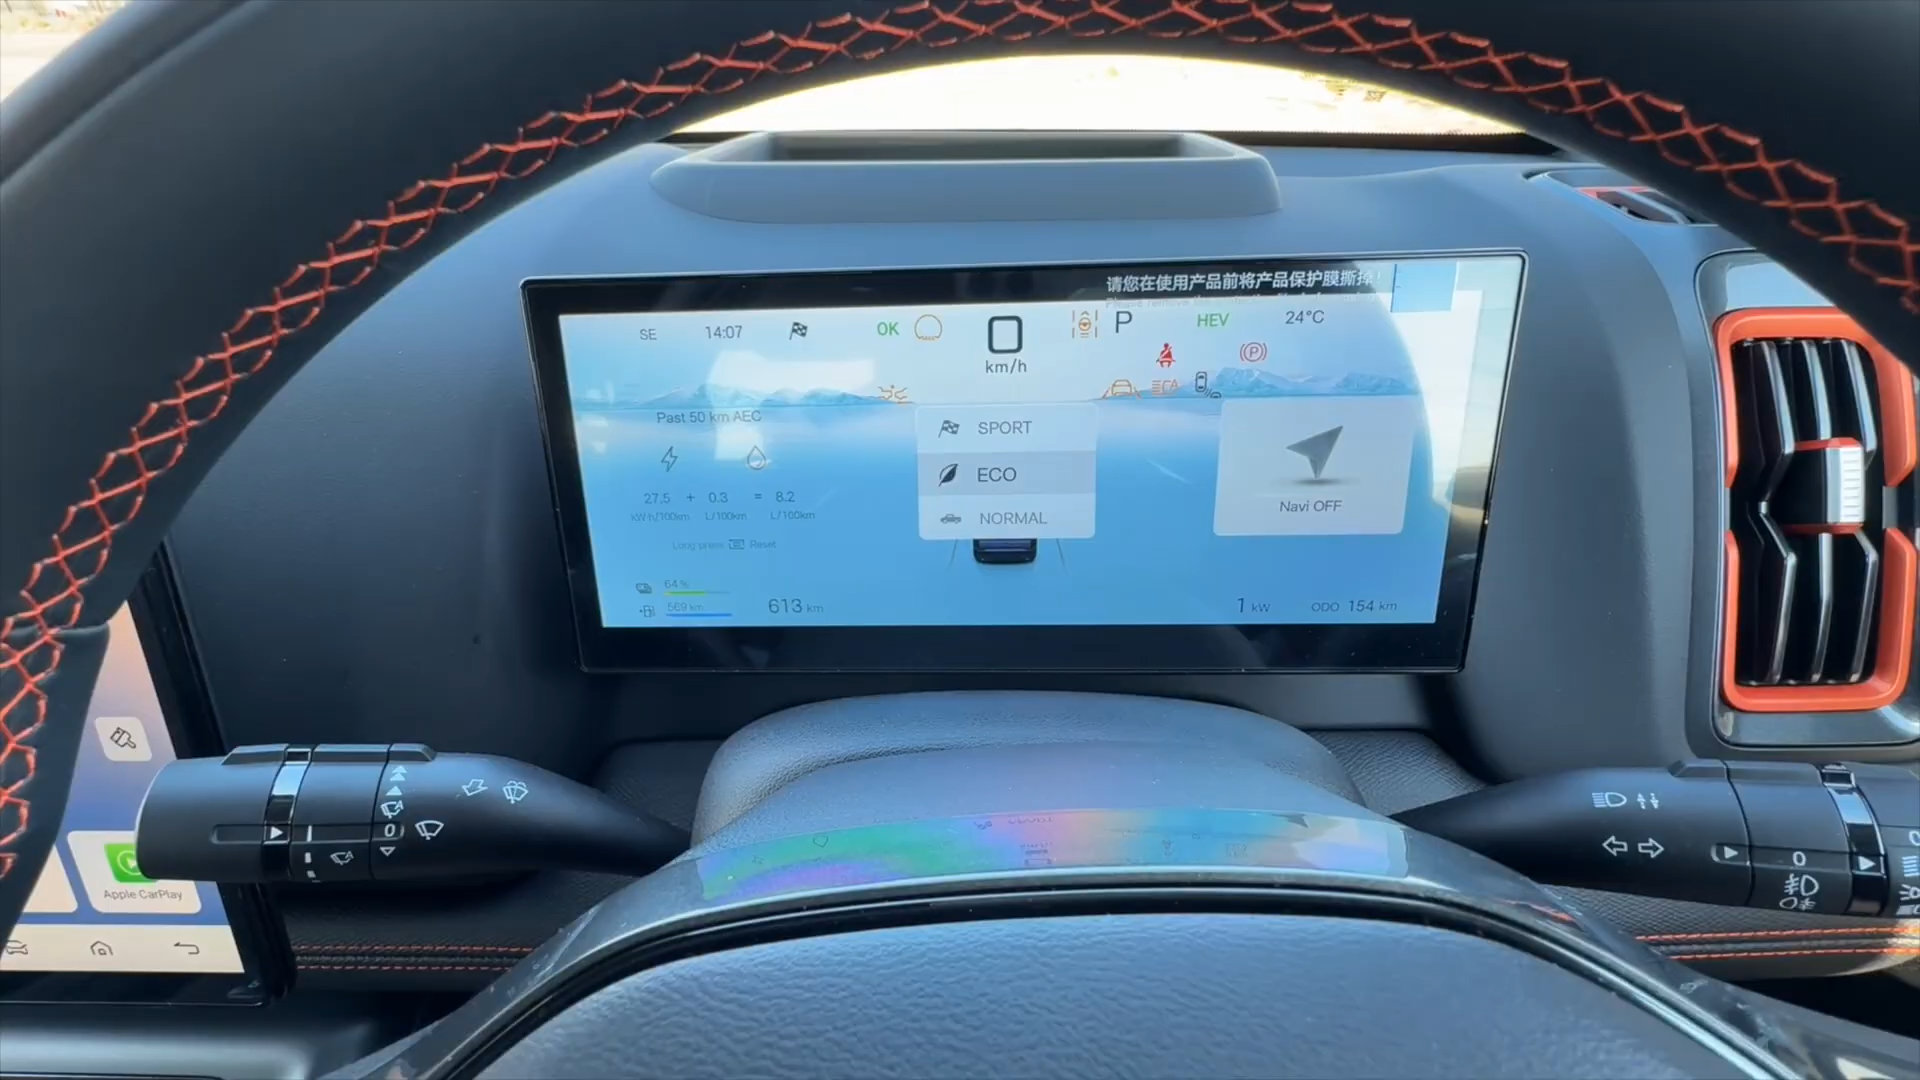 请您在使用产品前将产品保护膜撕掉!
SE 14:07 OK 0 P HEV 24°C
km/h
Past 50 km AEC
SPORT
ECO
NORMAL
Navi OFF
27.5 + 0.3 = 8.2
kW·h/100km L/100km L/100km
Long press Reset
64 %
569 km 613 km
1 kW ODO 154 km
0
0
Apple CarPlay